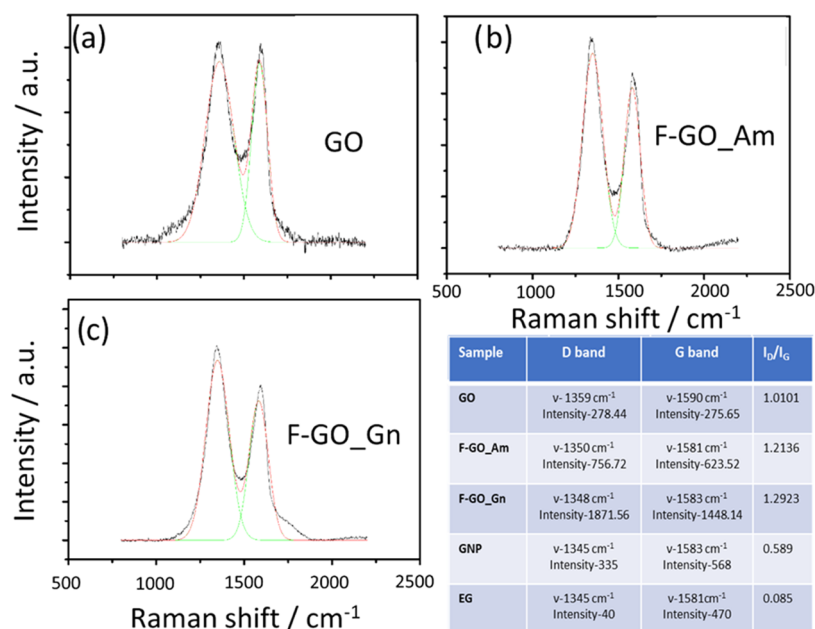 (a)
GO
Intensity / a.u.
(b)
F-GO_Am
500 1000 1500 2000 2500
Raman shift / cm-1
(c)
F-GO_Gn
Intensity / a.u.
500 1000 1500 2000 2500
Raman shift / cm-1
Sample D band G band ID/IG
GO ν- 1359 cm-1 ν-1590 cm-1 1.0101
Intensity-278.44 Intensity-275.65
F-GO_Am ν-1350 cm-1 ν-1581 cm-1 1.2136
Intensity-756.72 Intensity-623.52
F-GO_Gn ν-1348 cm-1 ν-1583 cm-1 1.2923
Intensity-1871.56 Intensity-1448.14
GNP ν-1345 cm-1 ν-1583 cm-1 0.589
Intensity-335 Intensity-568
EG ν-1345 cm-1 ν-1581cm-1 0.085
Intensity-40 Intensity-470